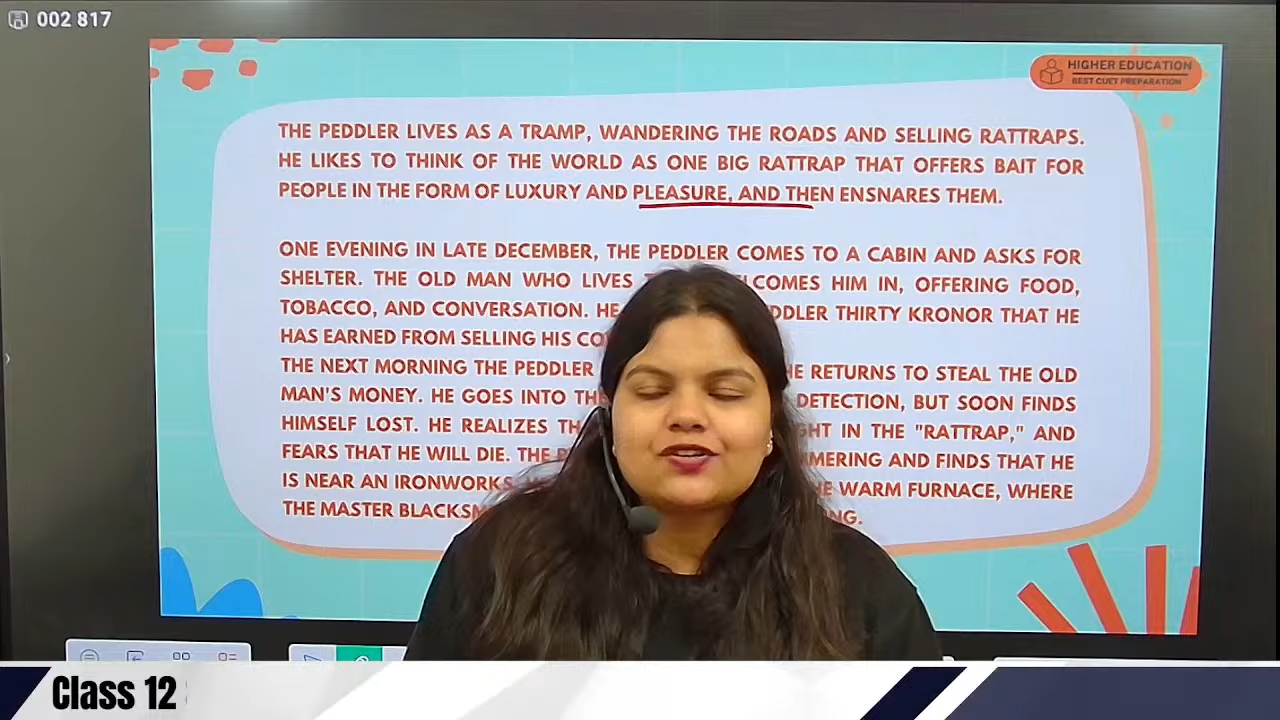 002 817
HIGHER EDUCATION
BEST CUET PREPARATION
THE PEDDLER LIVES AS A TRAMP, WANDERING THE ROADS AND SELLING RATTRAPS.
HE LIKES TO THINK OF THE WORLD AS ONE BIG RATTRAP THAT OFFERS BAIT FOR
PEOPLE IN THE FORM OF LUXURY AND PLEASURE, AND THEN ENSNARES THEM.
ONE EVENING IN LATE DECEMBER, THE PEDDLER COMES TO A CABIN AND ASKS FOR
SHELTER. THE OLD MAN WHO LIVES HIM IN, OFFERING FOOD,
TOBACCO, AND CONVERSATION. HE THIRTY KRONOR THAT HE
HAS EARNED FROM SELLING HIS
THE NEXT MORNING THE PEDDLER RETURNS TO STEAL THE OLD
MAN'S MONEY. HE GOES INTO DETECTION, BUT SOON FINDS
HIMSELF LOST. HE REALIZES IN THE "RATTRAP," AND
FEARS THAT HE WILL DIE. THE AND FINDS THAT HE
IS NEAR AN IRONWORKS. WARM FURNACE, WHERE
THE MASTER
Class 12